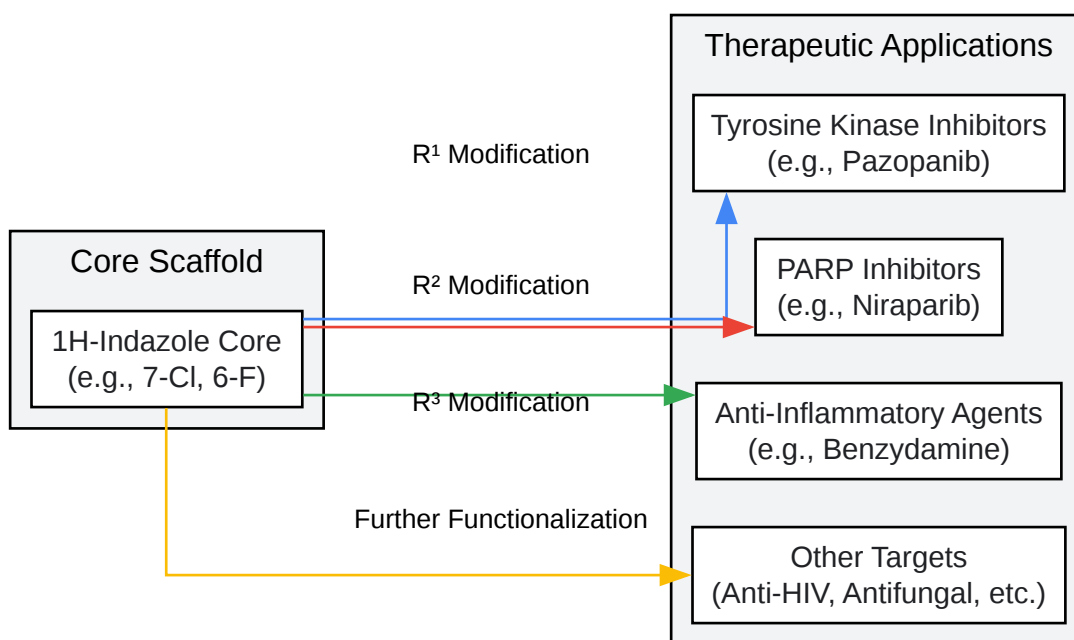 Therapeutic Applications
Tyrosine Kinase Inhibitors
(e.g., Pazopanib)
R¹ Modification
Core Scaffold
PARP Inhibitors
(e.g., Niraparib)
R² Modification
1H-Indazole Core
(e.g., 7-Cl, 6-F)
R³ Modification
Anti-Inflammatory Agents
(e.g., Benzydamine)
Further Functionalization
Other Targets
(Anti-HIV, Antifungal, etc.)